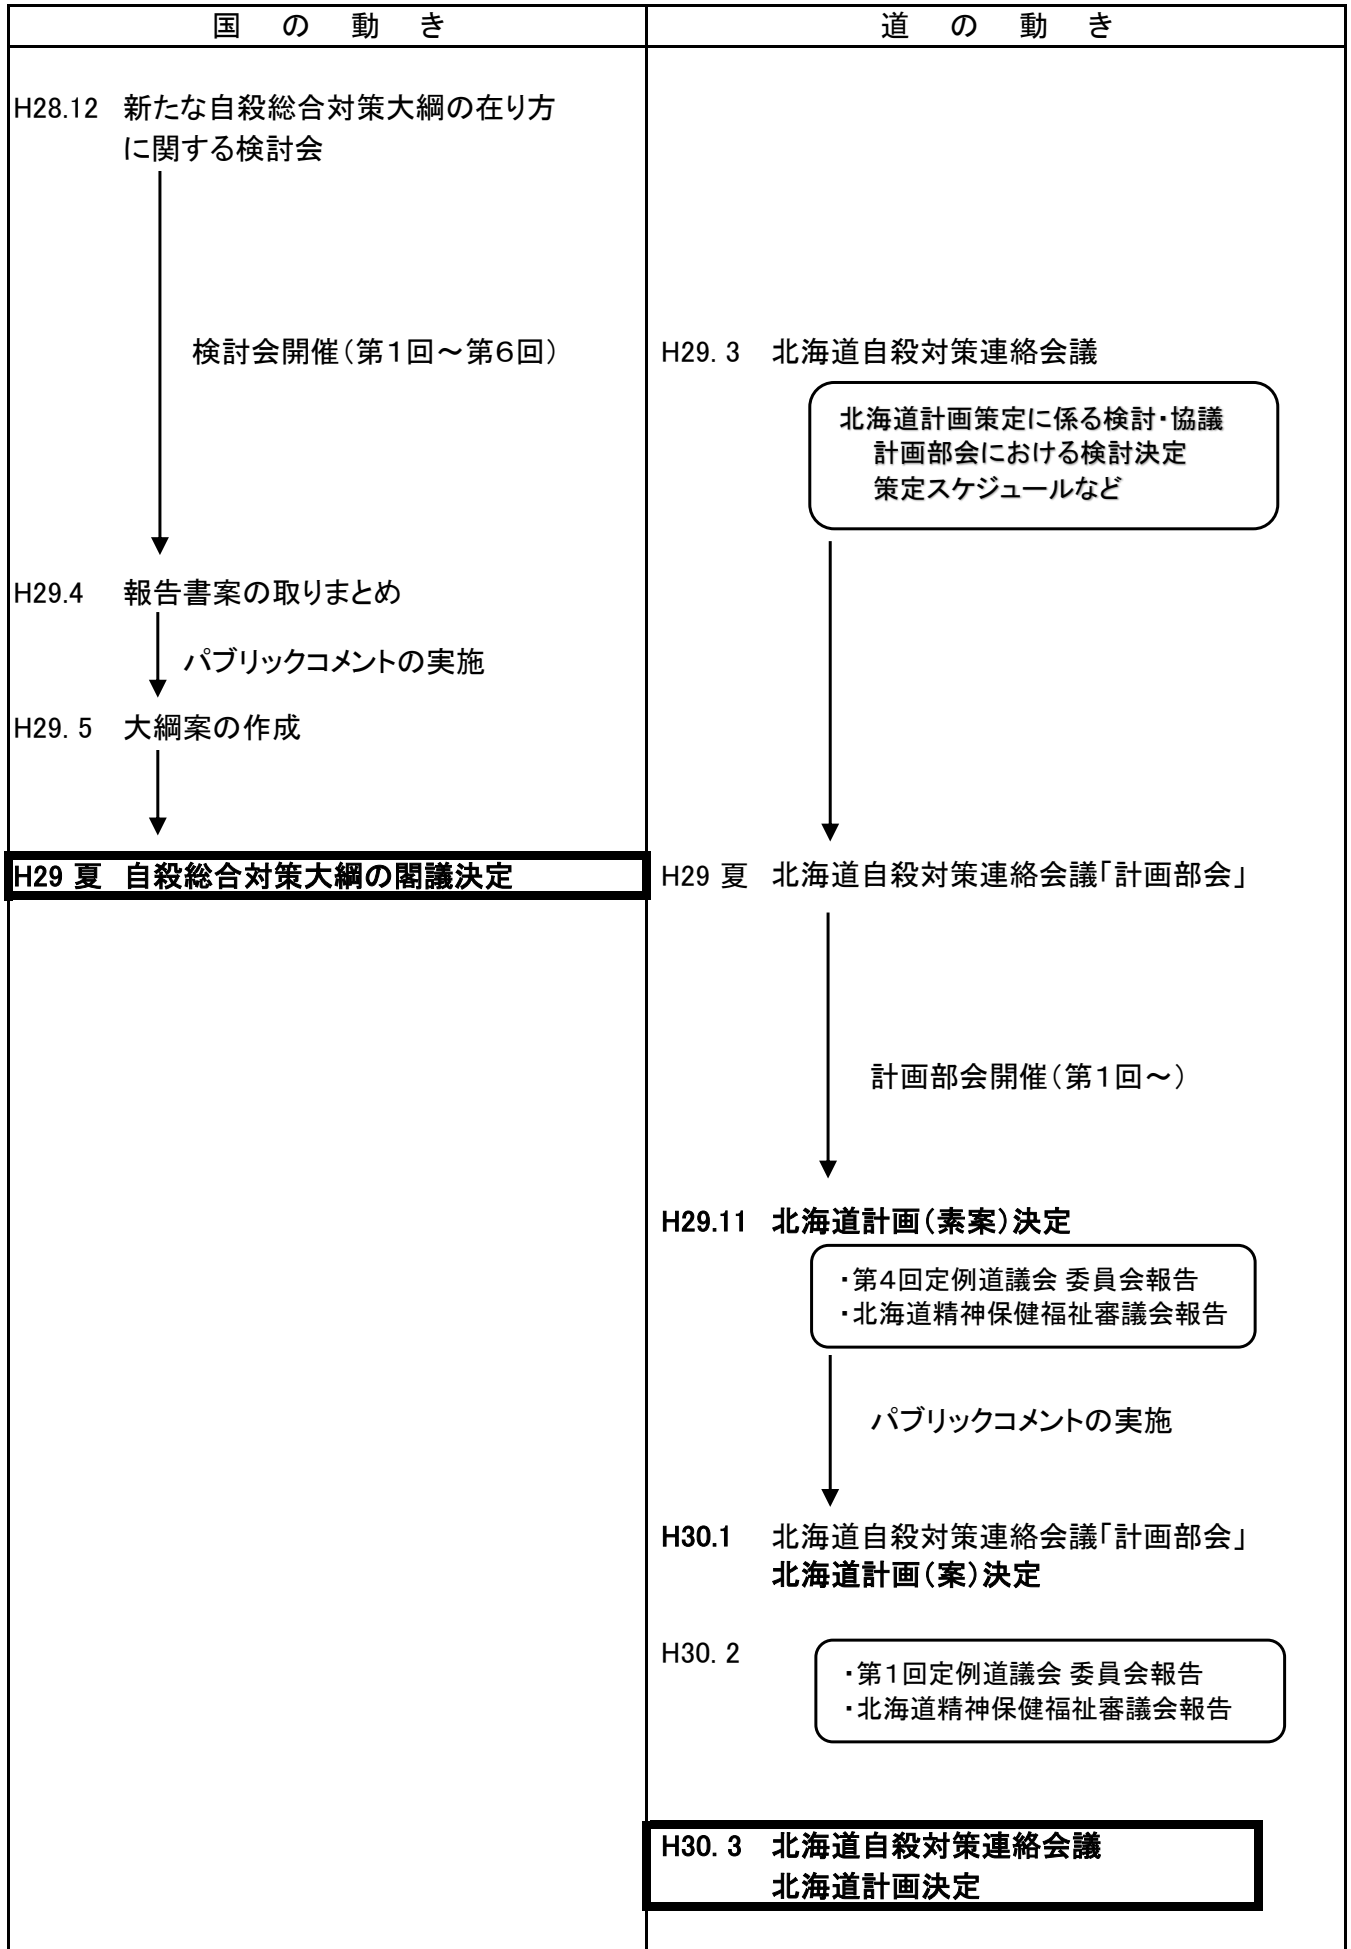 国 の 動 き
H28.12 新たな自殺総合対策大綱の在り方
に関する検討会
検討会開催（第１回～第６回）
H29.4 報告書案の取りまとめ
パブリックコメントの実施
H29. 5 大綱案の作成
H29 夏 自殺総合対策大綱の閣議決定
道 の 動 き
H29. 3 北海道自殺対策連絡会議
北海道計画策定に係る検討・協議
計画部会における検討決定
策定スケジュールなど
H29 夏 北海道自殺対策連絡会議「計画部会」
計画部会開催（第１回～）
H29.11 北海道計画（素案）決定
・第４回定例道議会 委員会報告
・北海道精神保健福祉審議会報告
パブリックコメントの実施
H30.1 北海道自殺対策連絡会議「計画部会」
北海道計画（案）決定
H30. 2
・第１回定例道議会 委員会報告
・北海道精神保健福祉審議会報告
H30. 3 北海道自殺対策連絡会議
北海道計画決定